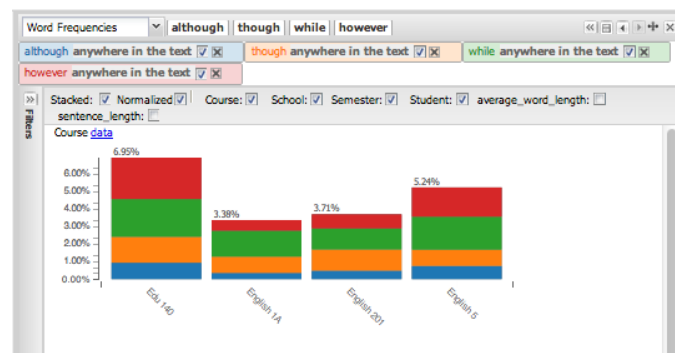 Word Frequencies although though while however
although anywhere in the text though anywhere in the text while anywhere in the text
however anywhere in the text
Filters
Stacked: Normalized Course: School: Semester: Student: average_word_length:
sentence_length:
Course data
6.95%
3.38%
3.71%
5.24%
6.00%
5.00%
4.00%
3.00%
2.00%
1.00%
0.00%
Edu 140
English 1A
English 201
English 5